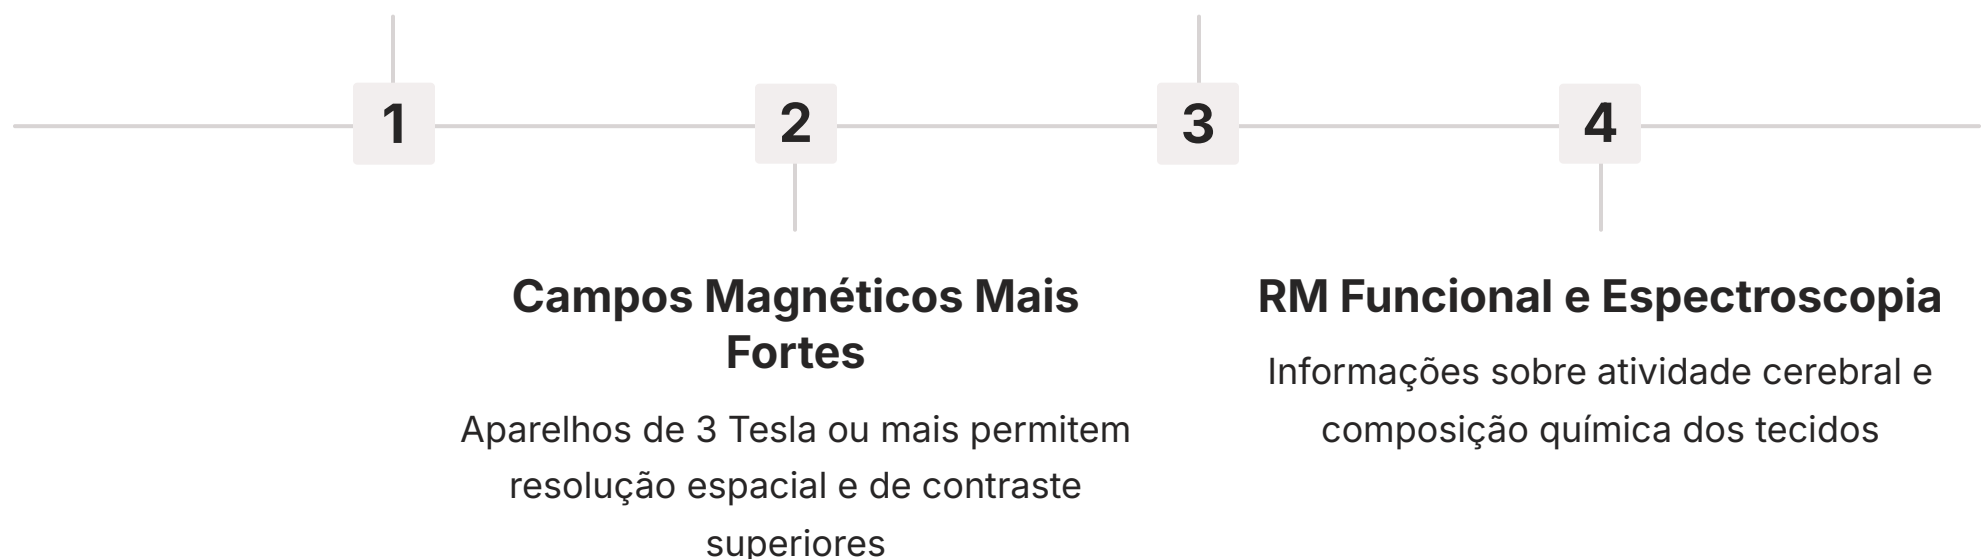 1
2
3
4
Campos Magnéticos Mais
Fortes
Aparelhos de 3 Tesla ou mais permitem
resolução espacial e de contraste
superiores
RM Funcional e Espectroscopia
Informações sobre atividade cerebral e
composição química dos tecidos